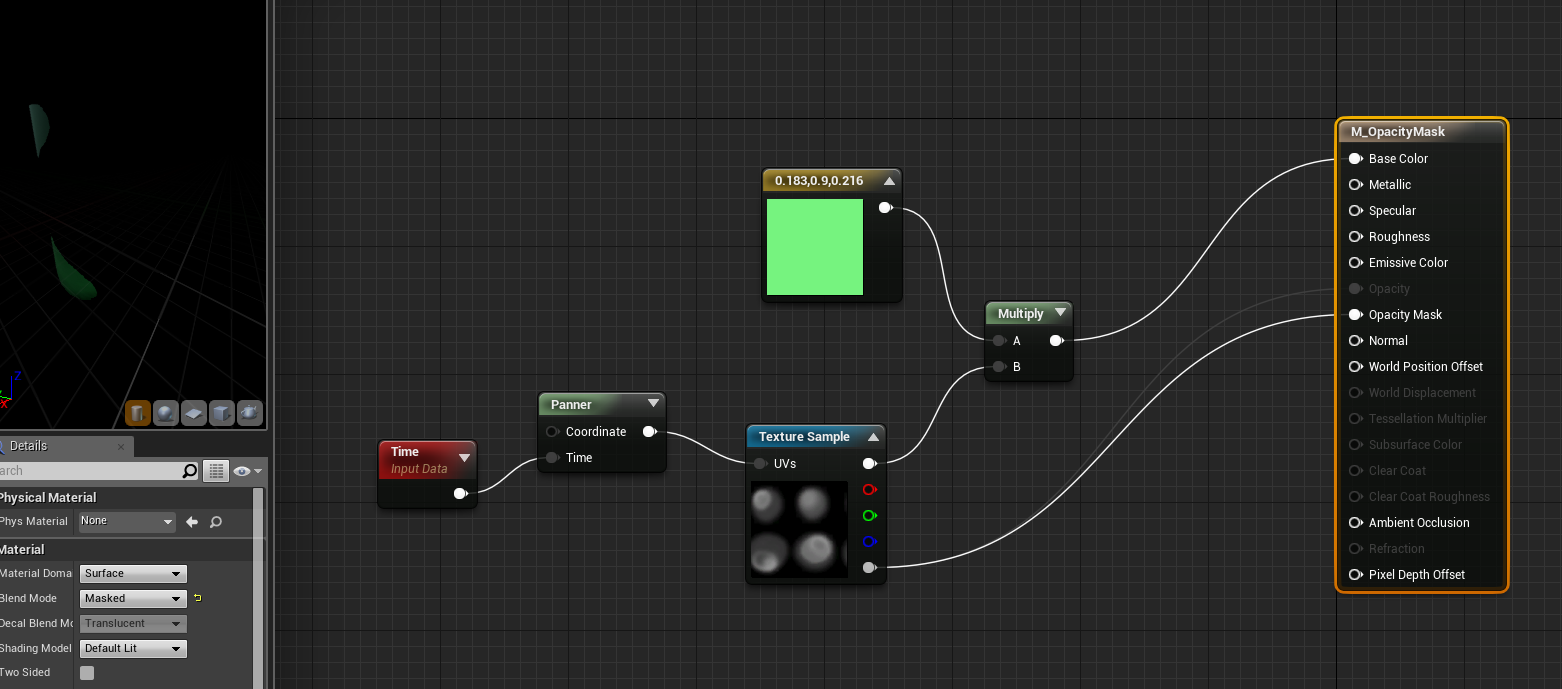 M_OpacityMask
Base Color
Metallic
Specular
Roughness
Emissive Color
Opacity
Opacity Mask
Normal
World Position Offset
World Displacement
Tessellation Multiplier
Subsurface Color
Clear Coat
Clear Coat Roughness
Ambient Occlusion
Refraction
Pixel Depth Offset
0.183,0.9,0.216
Multiply
A
B
Panner
Coordinate
Time
Texture Sample
UVs
Time
Input Data
Z
X
Details
arch
Physical Material
Phys Material None
Material
Material Doma Surface
Blend Mode Masked
Decal Blend Mo Translucent
Shading Model Default Lit
Two Sided